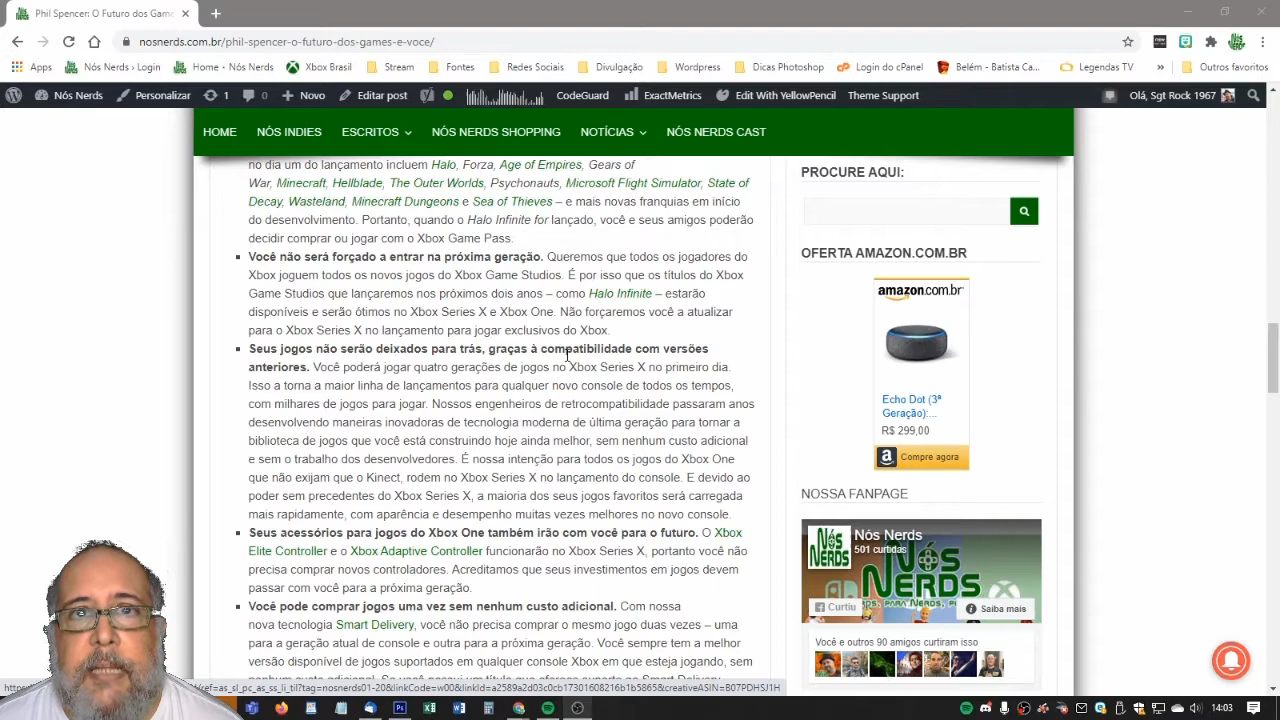 Phil Spencer: O Futuro dos Game
nosnerds.com.br/phil-spencer-o-futuro-dos-games-e-voce/
Apps
Nós Nerds › Login
Home - Nós Nerds
Xbox Brasil
Stream
Fontes
Redes Sociais
Divulgação
Wordpress
Dicas Photoshop
Login do cPanel
Belém - Batista Ca...
Legendas TV
»
Outros favoritos
Nós Nerds
Personalizar
1
0
Novo
Editar post
CodeGuard
ExactMetrics
Edit With YellowPencil
Theme Support
Olá, Sgt Rock 1967
HOME
NÓS INDIES
ESCRITOS
NÓS NERDS SHOPPING
NOTÍCIAS
NÓS NERDS CAST
no dia um do lançamento incluem Halo, Forza, Age of Empires, Gears of
War, Minecraft, Hellblade, The Outer Worlds, Psychonauts, Microsoft Flight Simulator, State of
Decay, Wasteland, Minecraft Dungeons e Sea of Thieves – e mais novas franquias em início
do desenvolvimento. Portanto, quando o Halo Infinite for lançado, você e seus amigos poderão
decidir comprar ou jogar com o Xbox Game Pass.
Você não será forçado a entrar na próxima geração. Queremos que todos os jogadores do
Xbox joguem todos os novos jogos do Xbox Game Studios. É por isso que os títulos do Xbox
Game Studios que lançaremos nos próximos dois anos – como Halo Infinite – estarão
disponíveis e serão ótimos no Xbox Series X e Xbox One. Não forçaremos você a atualizar
para o Xbox Series X no lançamento para jogar exclusivos do Xbox.
Seus jogos não serão deixados para trás, graças à compatibilidade com versões
anteriores. Você poderá jogar quatro gerações de jogos no Xbox Series X no primeiro dia.
Isso a torna a maior linha de lançamentos para qualquer novo console de todos os tempos,
com milhares de jogos para jogar. Nossos engenheiros de retrocompatibilidade passaram anos
desenvolvendo maneiras inovadoras de tecnologia moderna de última geração para tornar a
biblioteca de jogos que você está construindo hoje ainda melhor, sem nenhum custo adicional
e sem o trabalho dos desenvolvedores. É nossa intenção para todos os jogos do Xbox One
que não exijam que o Kinect, rodem no Xbox Series X no lançamento do console. E devido ao
poder sem precedentes do Xbox Series X, a maioria dos seus jogos favoritos será carregada
mais rapidamente, com aparência e desempenho muitas vezes melhores no novo console.
Seus acessórios para jogos do Xbox One também irão com você para o futuro. O Xbox
Elite Controller e o Xbox Adaptive Controller funcionarão no Xbox Series X, portanto você não
precisa comprar novos controladores. Acreditamos que seus investimentos em jogos devem
passar com você para a próxima geração.
Você pode comprar jogos uma vez sem nenhum custo adicional. Com nossa
nova tecnologia Smart Delivery, você não precisa comprar o mesmo jogo duas vezes – uma
para a geração atual de console e outra para a próxima geração. Você sempre tem a melhor
versão disponível de jogos suportados em qualquer console Xbox em que esteja jogando, sem
PROCURE AQUI:
OFERTA AMAZON.COM.BR
amazon.com.br
Echo Dot (3ª
Geração):...
R$ 299,00
Compre agora
NOSSA FANPAGE
Nós Nerds
501 curtidas
NÓS
NERDS
Curtiu
Saiba mais
Você e outros 90 amigos curtiram isso
ref=as_si_pc_as_ss_li_til?tag=nosnerds01-20&linkCode=w00&linkId=a2589a2d03c0cb17301608216b1b5865&creativeASIN=B07PDHSJ1H
14:03